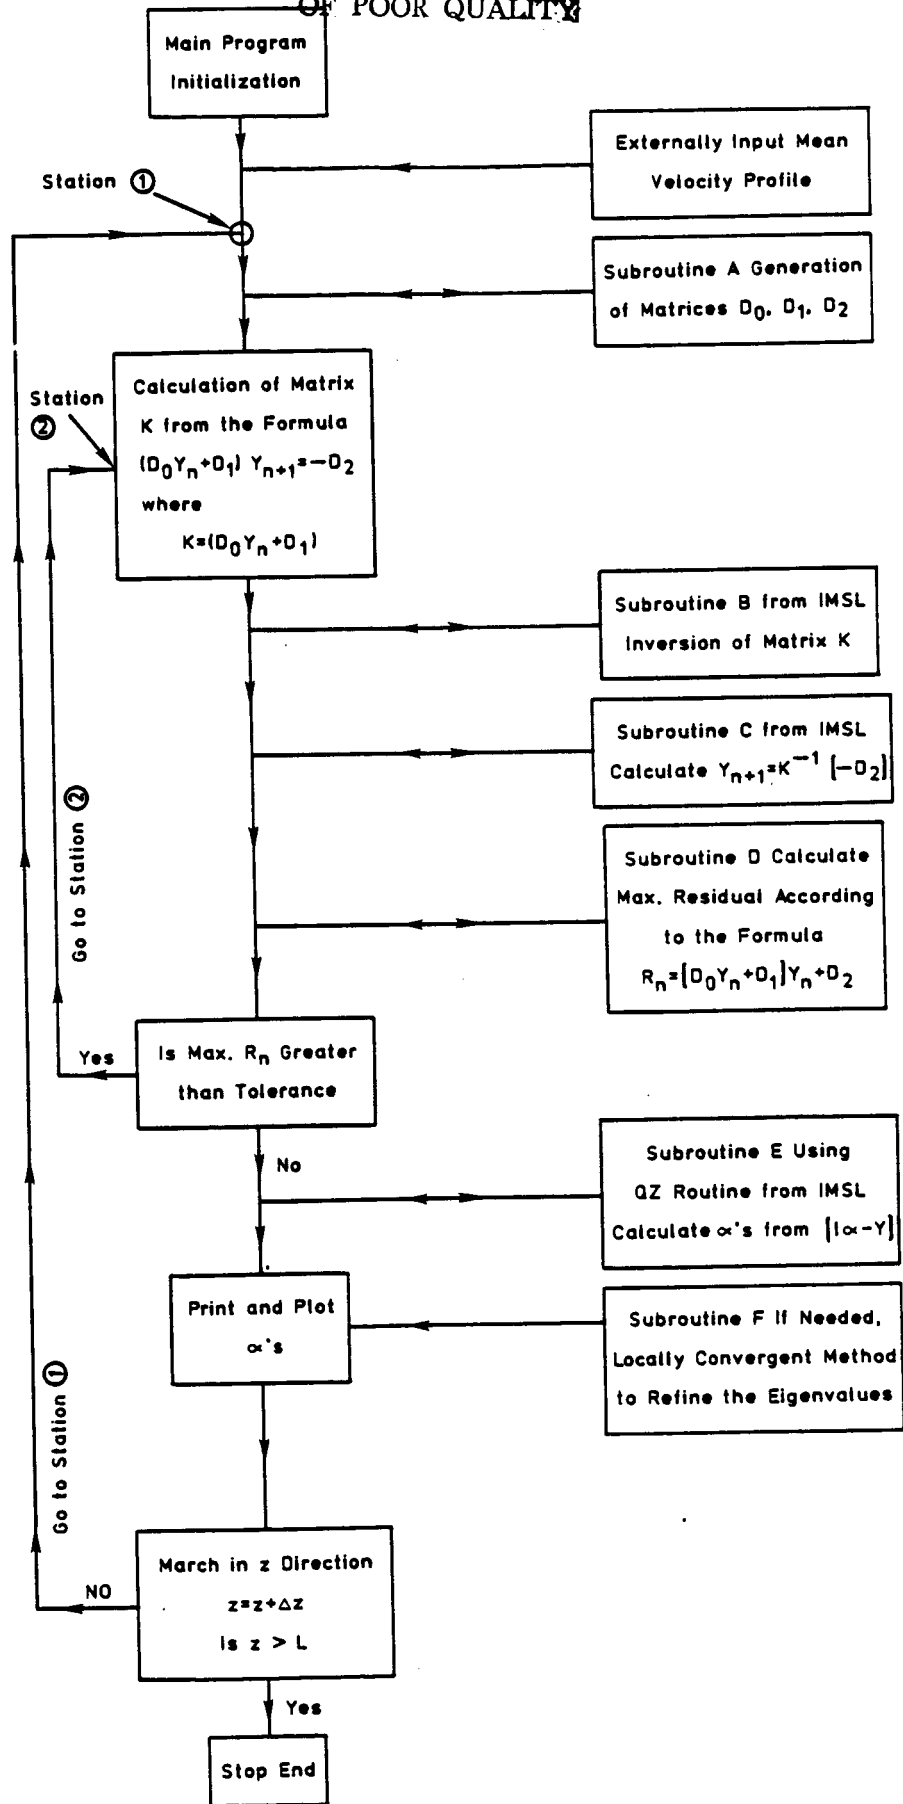 OF POOR QUALITY
Main Program
Initialization
Externally Input Mean
Velocity Profile
Station ①
Subroutine A Generation
of Matrices D₀, D₁, D₂
Calculation of Matrix
K from the Formula
(D₀Yₙ+D₁) Yₙ₊₁=−D₂
where
K=(D₀Yₙ+D₁)
Station
②
Subroutine B from IMSL
Inversion of Matrix K
Subroutine C from IMSL
Calculate Yₙ₊₁=K⁻¹ [−D₂]
Go to Station ②
Subroutine D Calculate
Max. Residual According
to the Formula
Rₙ=[D₀Yₙ+D₁]Yₙ+D₂
Is Max. Rₙ Greater
than Tolerance
Yes
No
Subroutine E Using
QZ Routine from IMSL
Calculate α's from [Iα−Y]
Print and Plot
α's
Subroutine F If Needed,
Locally Convergent Method
to Refine the Eigenvalues
Go to Station ①
March in z Direction
z=z+Δz
Is z > L
NO
Yes
Stop End